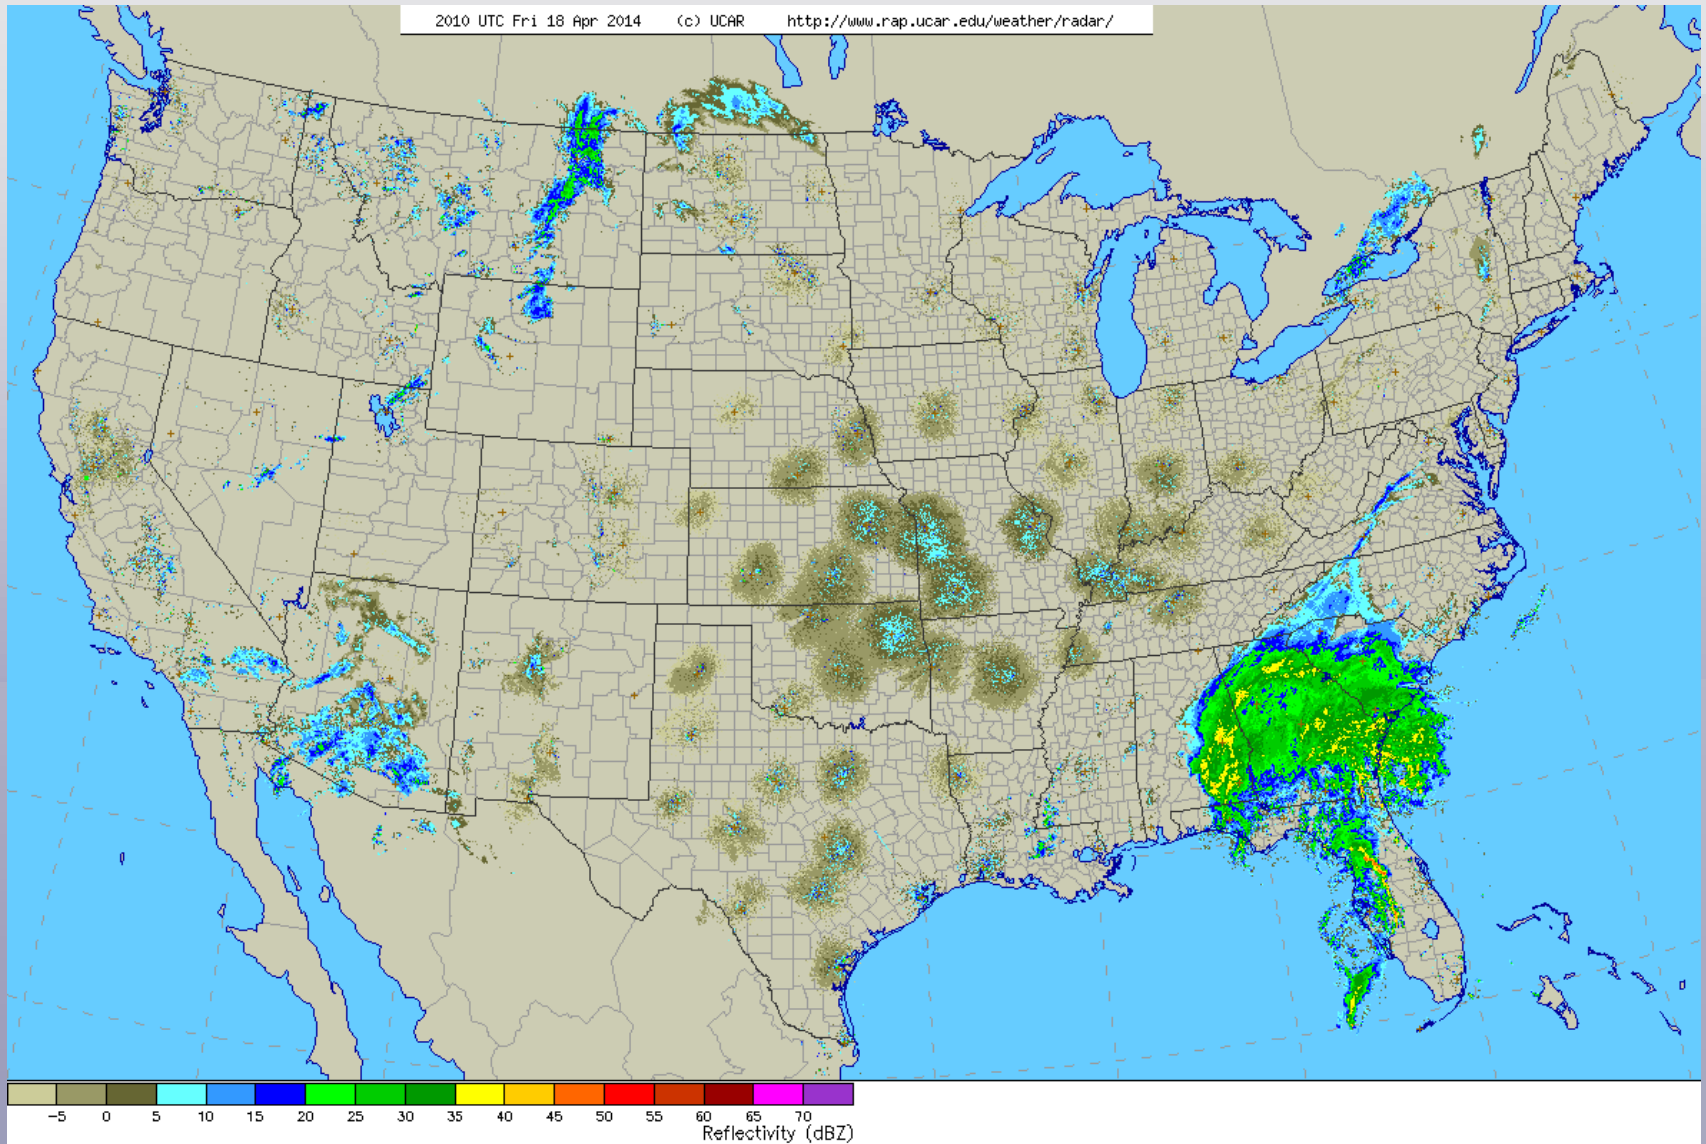 2010 UTC Fri 18 Apr 2014 (c) UCAR http://www.rap.ucar.edu/weather/radar/
-5 0 5 10 15 20 25 30 35 40 45 50 55 60 65 70
Reflectivity (dBZ)